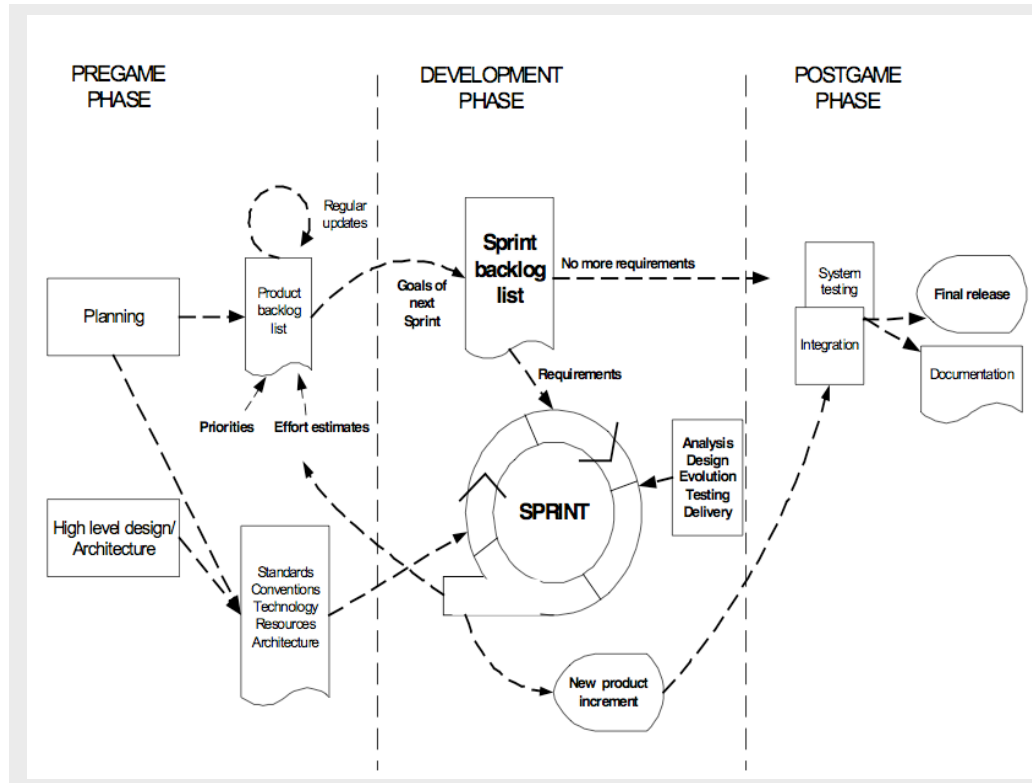 PREGAME
PHASE
DEVELOPMENT
PHASE
POSTGAME
PHASE
Regular
updates
Planning
Product
backlog
list
Priorities
Effort estimates
High level design/
Architecture
Standards
Conventions
Technology
Resources
Architecture
Goals of
next
Sprint
Sprint
backlog
list
No more requirements
Requirements
SPRINT
Analysis
Design
Evolution
Testing
Delivery
New product
increment
System
testing
Integration
Final release
Documentation